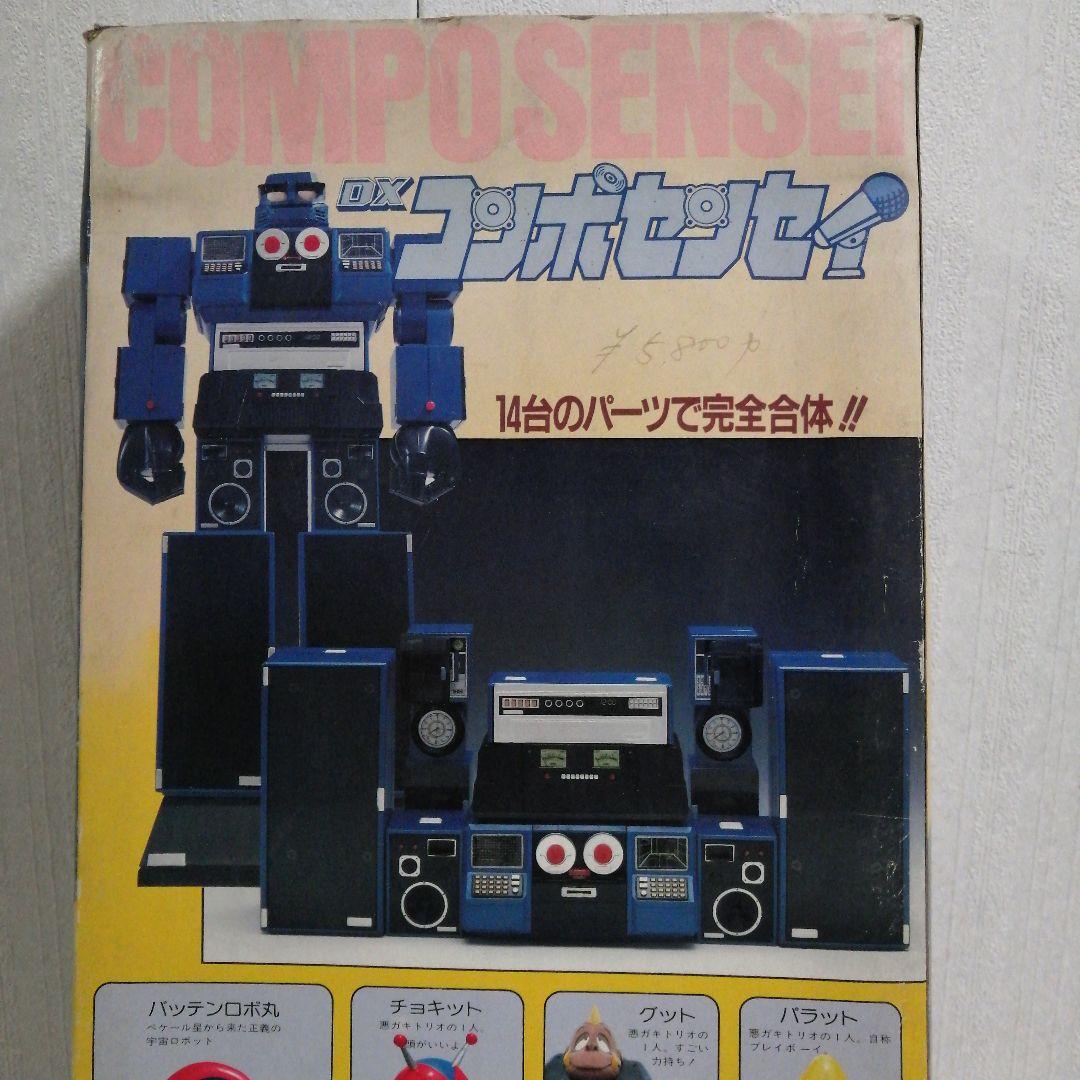 COMPO SENSEI
DX コンポセンセイ
¥5,800
14台のパーツで完全合体!!
バッテンロボ丸
ペケール星から来た正義の
宇宙ロボット
チョキット
悪ガキトリオの1人。
頭がいいよ♪
グット
悪ガキトリオの
1人。すごい
力持ち!
パラット
悪ガキトリオの1人。自称
プレイボーイ。